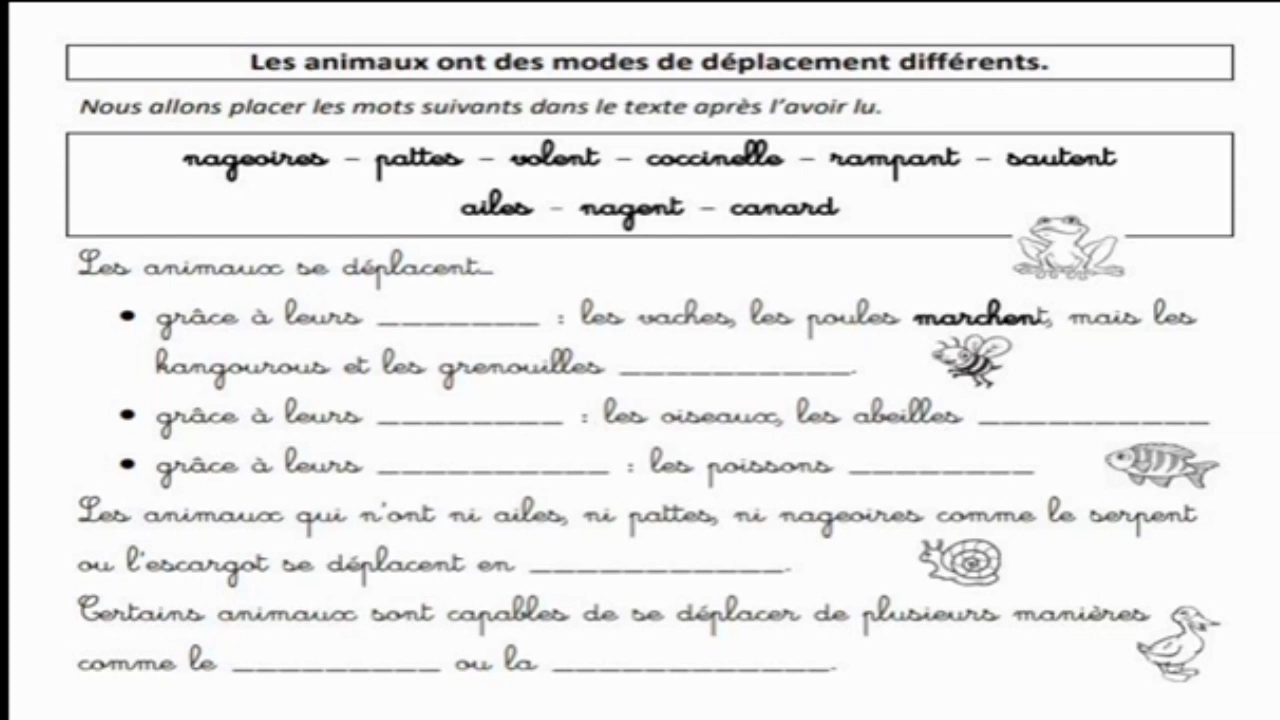 Les animaux ont des modes de déplacement différents.
Nous allons placer les mots suivants dans le texte après l'avoir lu.
nageoires – pattes – volent – coccinelle – rampant – sautent
ailes – nagent – canard
Les animaux se déplacent...
• grâce à leurs _______ : les vaches, les poules marchent, mais les
kangourous et les grenouilles __________.
• grâce à leurs ________ : les oiseaux, les abeilles __________
• grâce à leurs __________ : les poissons ________
Les animaux qui n'ont ni ailes, ni pattes, ni nageoires comme le serpent
ou l'escargot se déplacent en ___________.
Certains animaux sont capables de se déplacer de plusieurs manières
comme le _________ ou la ____________.